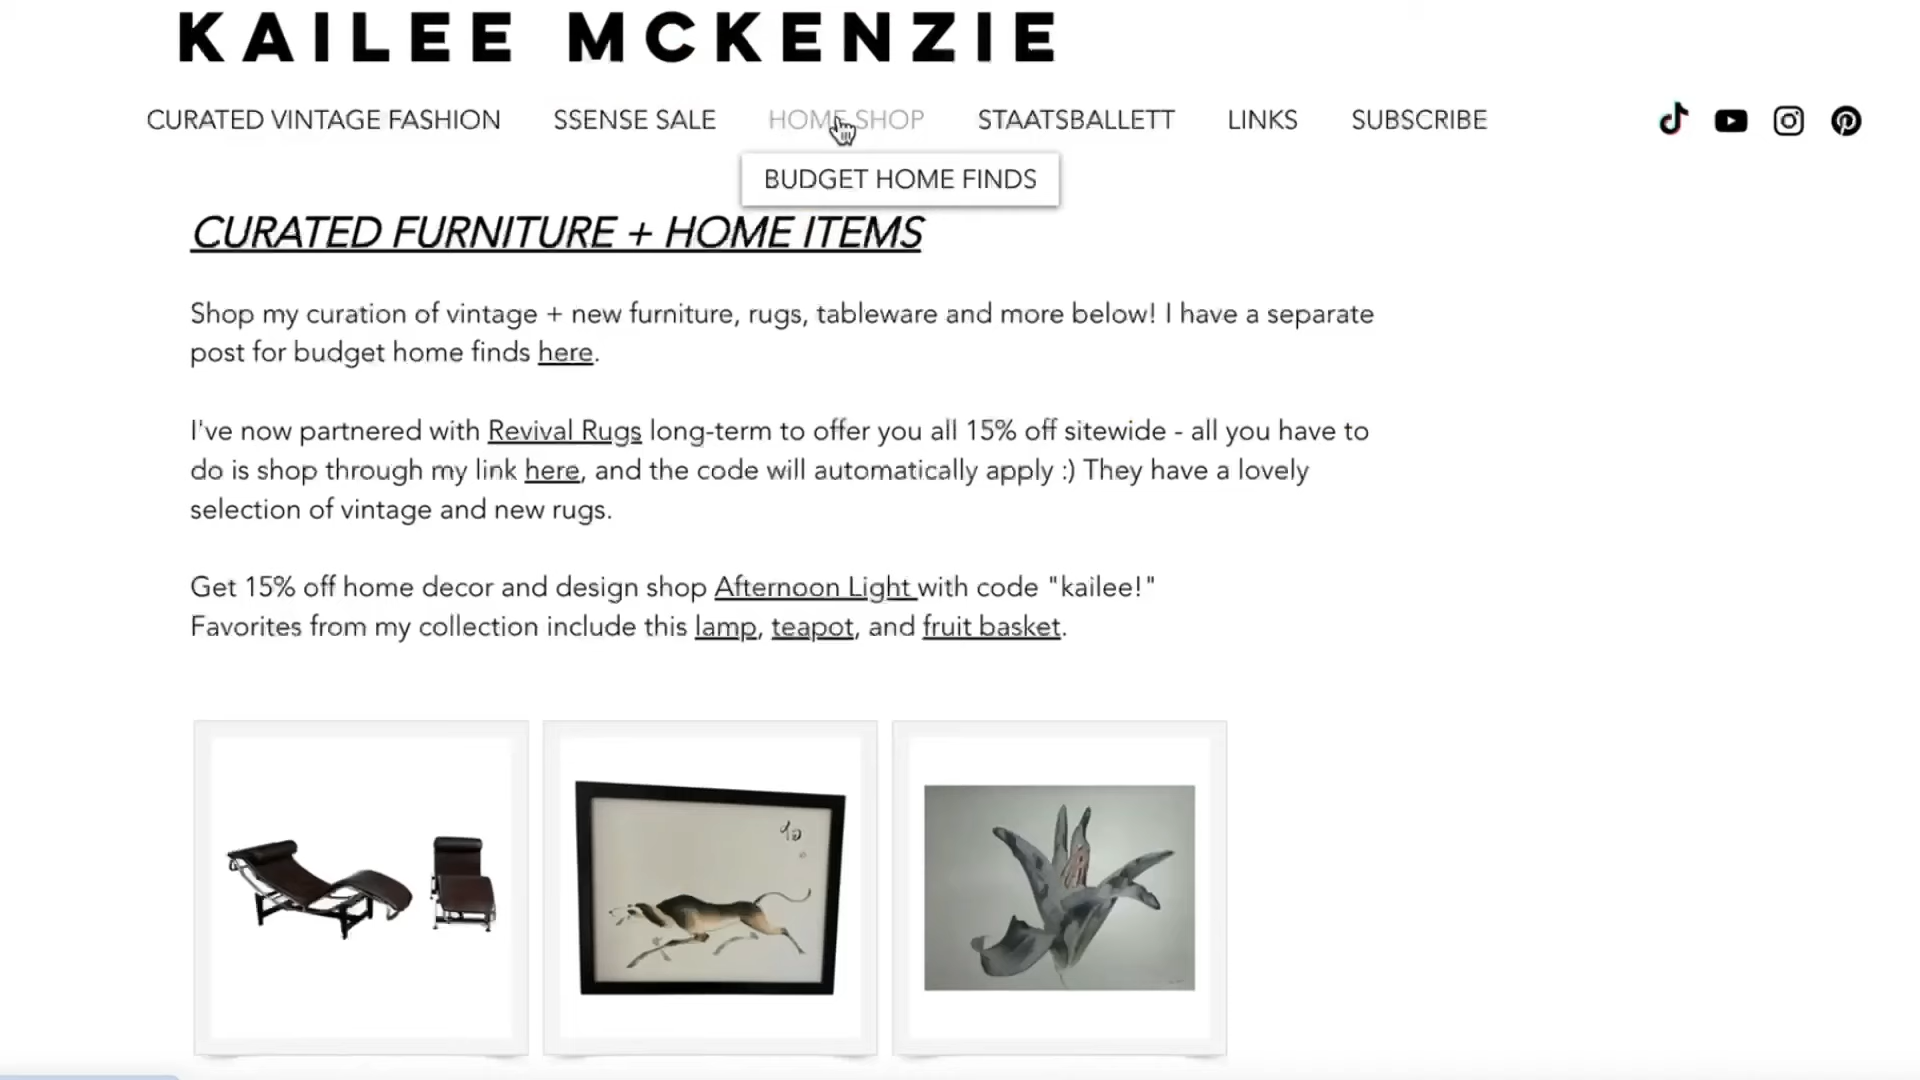 KAILEE MCKENZIE
CURATED VINTAGE FASHION SSENSE SALE HOME SHOP STAATSBALLETT LINKS SUBSCRIBE
BUDGET HOME FINDS
CURATED FURNITURE + HOME ITEMS
Shop my curation of vintage + new furniture, rugs, tableware and more below! I have a separate
post for budget home finds here.
I've now partnered with Revival Rugs long-term to offer you all 15% off sitewide - all you have to
do is shop through my link here, and the code will automatically apply :) They have a lovely
selection of vintage and new rugs.
Get 15% off home decor and design shop Afternoon Light with code "kailee!"
Favorites from my collection include this lamp, teapot, and fruit basket.